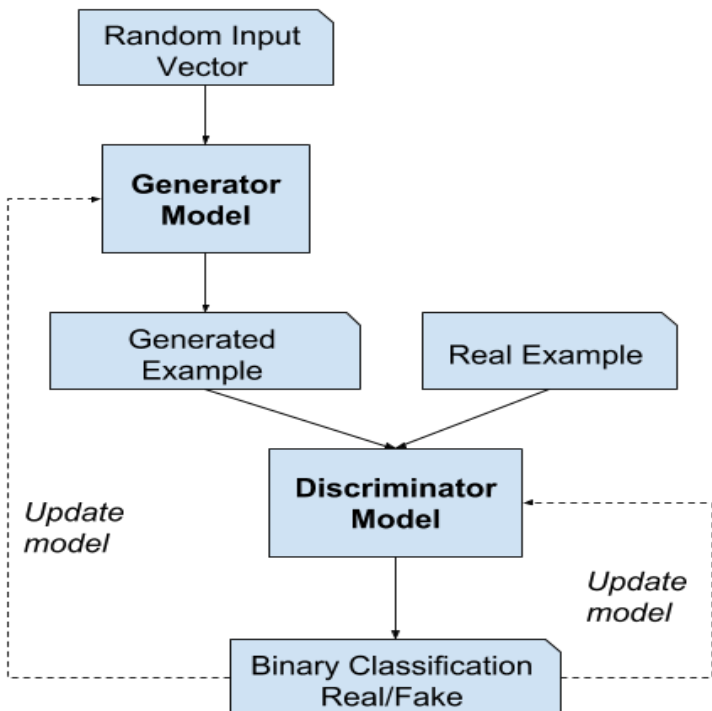 Random Input
Vector
Generator
Model
Generated
Example
Real Example
Discriminator
Model
Update
model
Update
model
Binary Classification
Real/Fake